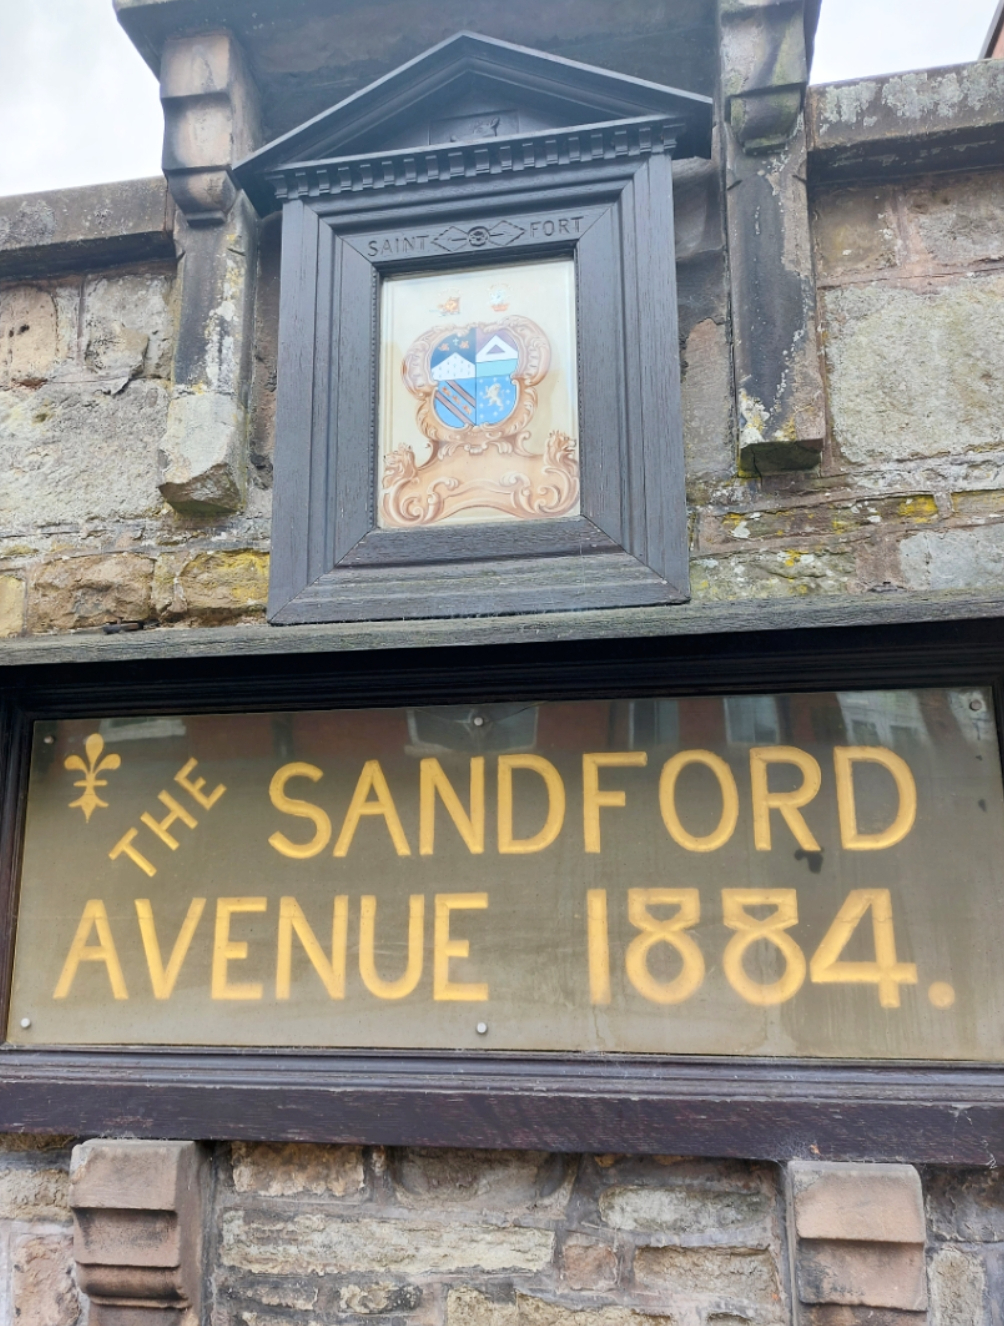 SAINT FORT
THE SANDFORD
AVENUE 1884.